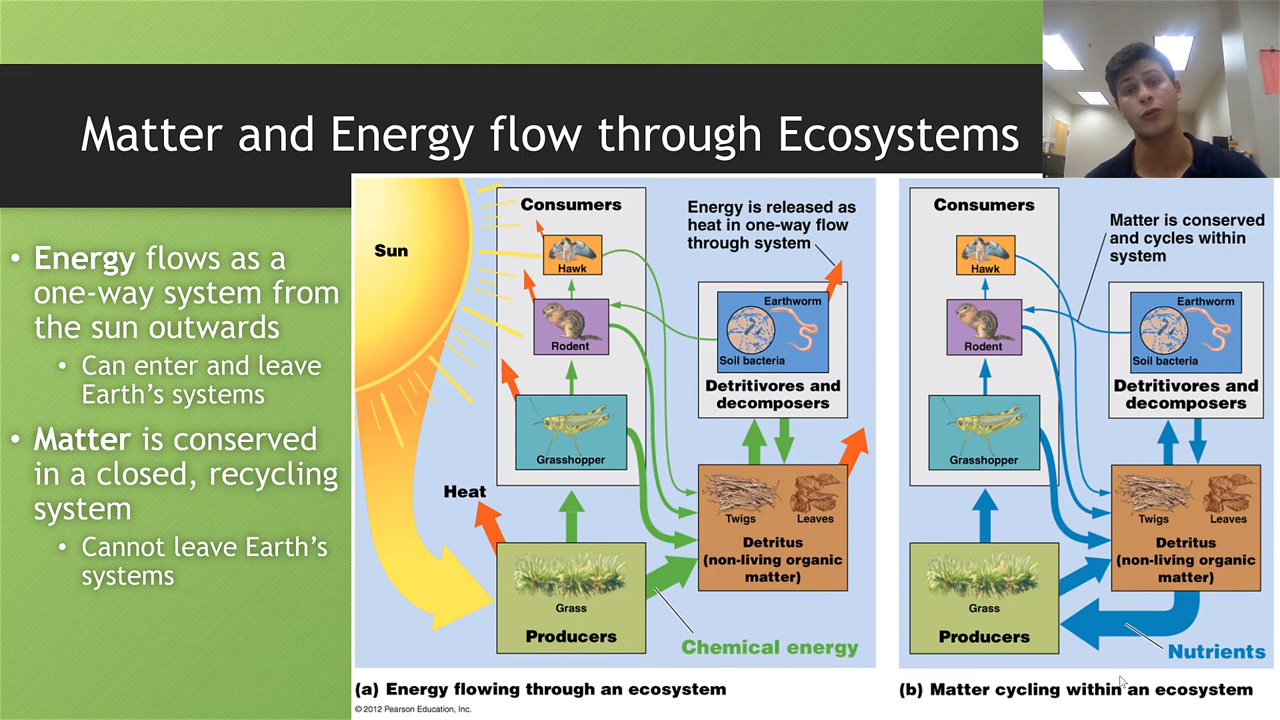 Matter and Energy flow through Ecosystems
• Energy flows as a
one-way system from
the sun outwards
• Can enter and leave
Earth's systems
• Matter is conserved
in a closed, recycling
system
• Cannot leave Earth's
systems
Sun
Consumers
Hawk
Rodent
Grasshopper
Energy is released as
heat in one-way flow
through system
Earthworm
Soil bacteria
Detritivores and
decomposers
Heat
Twigs
Leaves
Detritus
(non-living organic
matter)
Grass
Producers
Chemical energy
(a) Energy flowing through an ecosystem
© 2012 Pearson Education, Inc.
Consumers
Hawk
Rodent
Grasshopper
Matter is conserved
and cycles within
system
Earthworm
Soil bacteria
Detritivores and
decomposers
Twigs
Leaves
Detritus
(non-living organic
matter)
Grass
Producers
Nutrients
(b) Matter cycling within an ecosystem